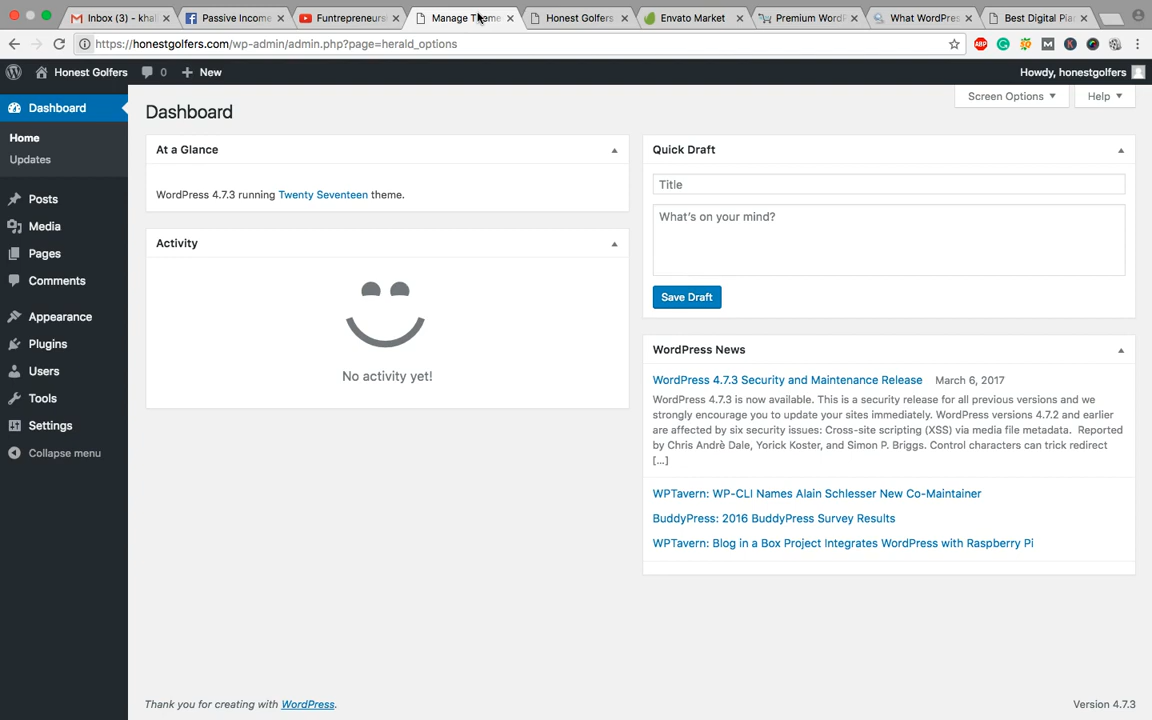 Inbox (3) - khal
Passive Income
Funtrepreneurs
Manage Theme
Honest Golfers
Envato Market
Premium WordP
What WordPress
Best Digital Pia
https://honestgolfers.com/wp-admin/admin.php?page=herald_options
Honest Golfers
0
New
Howdy, honestgolfers
Dashboard
Home
Updates
Posts
Media
Pages
Comments
Appearance
Plugins
Users
Tools
Settings
Collapse menu
Screen Options
Help
Dashboard
At a Glance
WordPress 4.7.3 running Twenty Seventeen theme.
Activity
No activity yet!
Quick Draft
Title
What's on your mind?
Save Draft
WordPress News
WordPress 4.7.3 Security and Maintenance Release March 6, 2017
WordPress 4.7.3 is now available. This is a security release for all previous versions and we
strongly encourage you to update your sites immediately. WordPress versions 4.7.2 and earlier
are affected by six security issues: Cross-site scripting (XSS) via media file metadata. Reported
by Chris Andrè Dale, Yorick Koster, and Simon P. Briggs. Control characters can trick redirect
[…]
WPTavern: WP-CLI Names Alain Schlesser New Co-Maintainer
BuddyPress: 2016 BuddyPress Survey Results
WPTavern: Blog in a Box Project Integrates WordPress with Raspberry Pi
Thank you for creating with WordPress.
Version 4.7.3